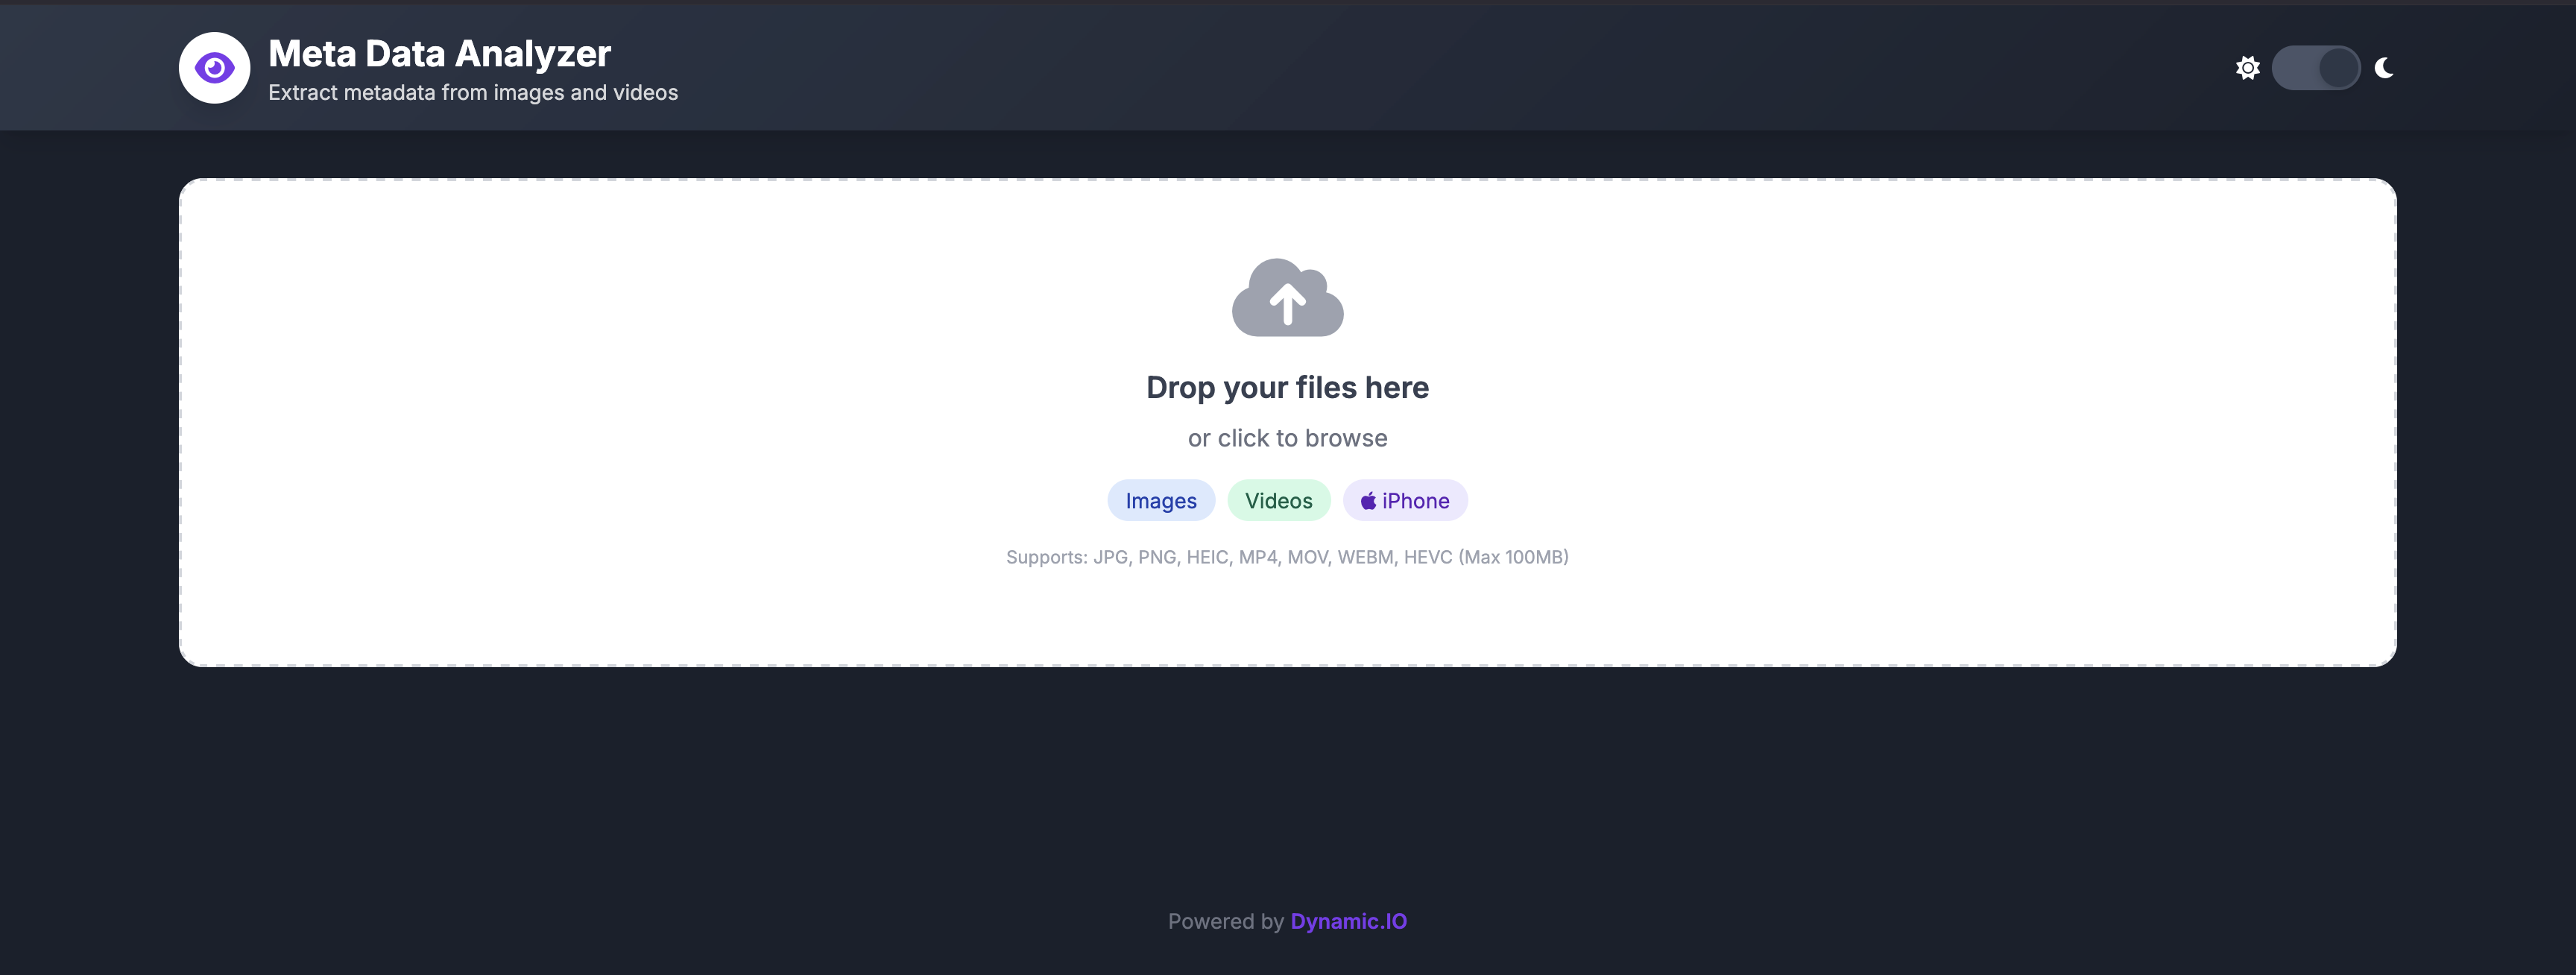 Meta Data Analyzer
Extract metadata from images and videos
Drop your files here
or click to browse
Images Videos iPhone
Supports: JPG, PNG, HEIC, MP4, MOV, WEBM, HEVC (Max 100MB)
Powered by Dynamic.IO